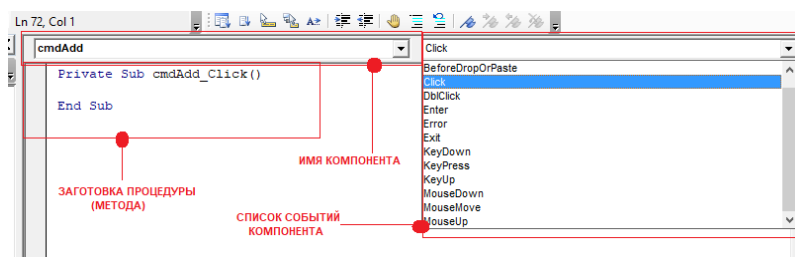 Ln 72, Col 1
cmdAdd
Click
Private Sub cmdAdd_Click()
End Sub
BeforeDropOrPaste
Click
DblClick
Enter
Error
Exit
KeyDown
KeyPress
KeyUp
MouseDown
MouseMove
MouseUp
ИМЯ КОМПОНЕНТА
ЗАГОТОВКА ПРОЦЕДУРЫ
(МЕТОДА)
СПИСОК СОБЫТИЙ
КОМПОНЕНТА